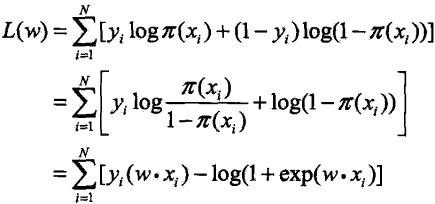 L(w) = ∑_{i=1}^{N} [y_i log π(x_i) + (1 − y_i) log(1 − π(x_i))]
= ∑_{i=1}^{N} [ y_i log \frac{π(x_i)}{1 − π(x_i)} + log(1 − π(x_i)) ]
= ∑_{i=1}^{N} [y_i(w • x_i) − log(1 + exp(w • x_i)]